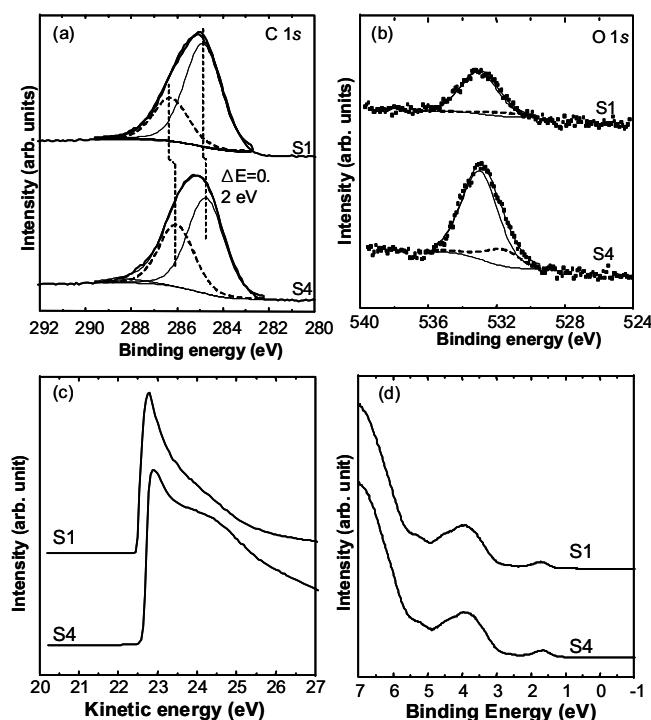 (a)
C 1s
S1
ΔE=0.
2 eV
S4
Intensity (arb. units)
292 290 288 286 284 282 280
Binding energy (eV)
(b)
O 1s
S1
S4
Intensity (arb. units)
540 536 532 528 524
Binding energy (eV)
(c)
S1
S4
Intensity (arb. unit)
20 21 22 23 24 25 26 27
Kinetic energy (eV)
(d)
S1
S4
Intensity (arb. unit)
7 6 5 4 3 2 1 0 -1
Binding Energy (eV)